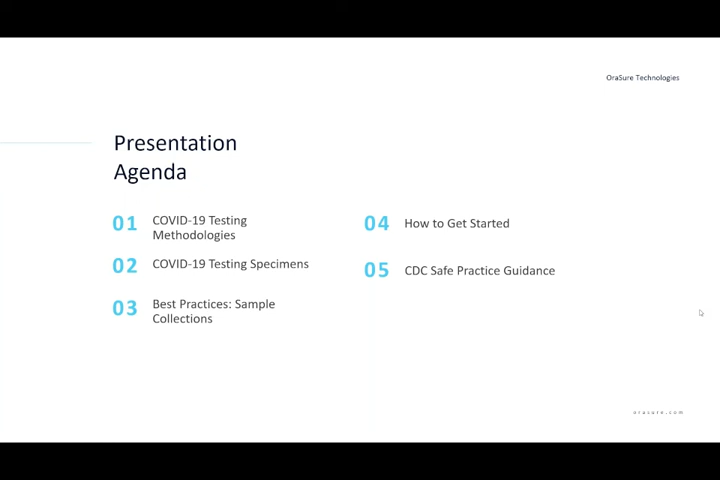 OraSure Technologies
Presentation
Agenda
01 COVID-19 Testing
Methodologies
02 COVID-19 Testing Specimens
03 Best Practices: Sample
Collections
04 How to Get Started
05 CDC Safe Practice Guidance
orasure.com